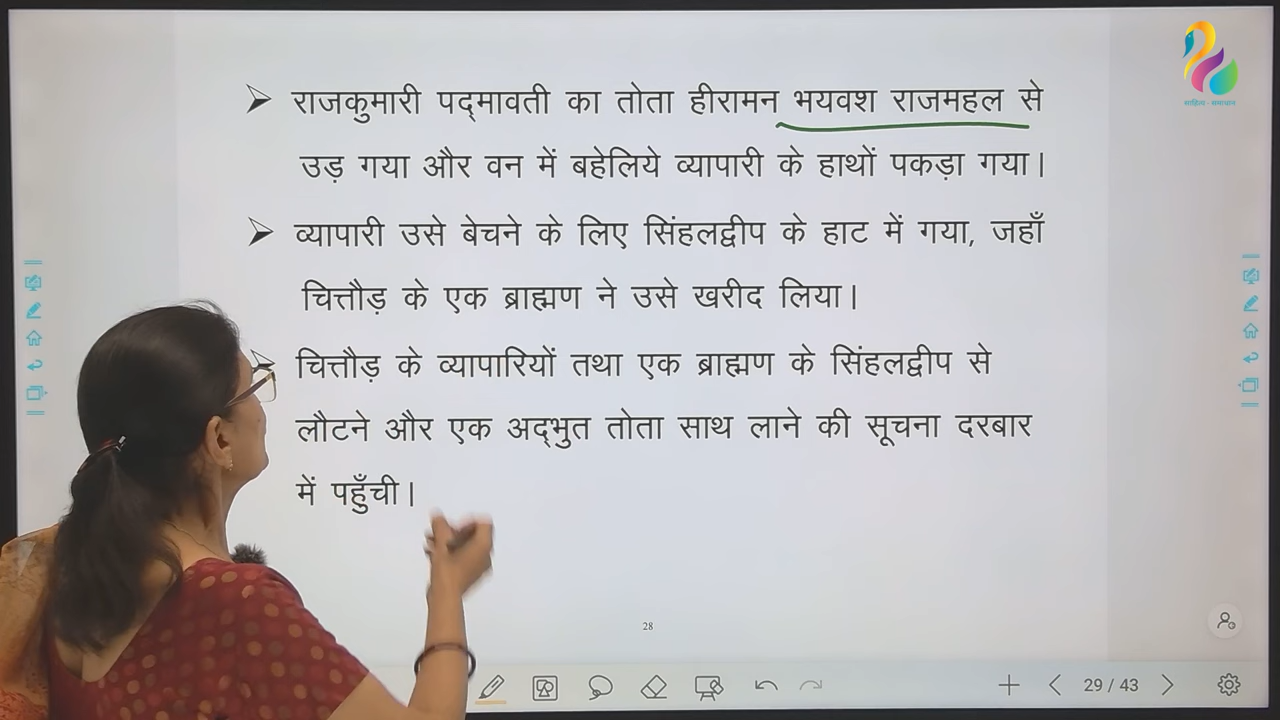 राजकुमारी पद्मावती का तोता हीरामन भयवश राजमहल से
उड़ गया और वन में बहेलिये व्यापारी के हाथों पकड़ा गया।
व्यापारी उसे बेचने के लिए सिंहलद्वीप के हाट में गया, जहाँ
चित्तौड़ के एक ब्राह्मण ने उसे खरीद लिया।
चित्तौड़ के व्यापारियों तथा एक ब्राह्मण के सिंहलद्वीप से
लौटने और एक अद्भुत तोता साथ लाने की सूचना दरबार
में पहुँची।
28
29 / 43
साहित्य - समाधान